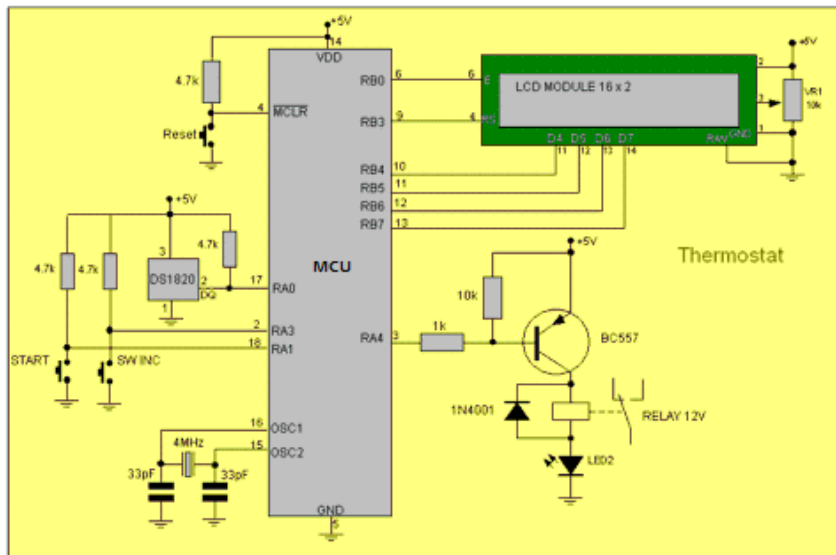 +5V
14
VDD
4.7k
4
MCLR
Reset
RB0
6
6
E
LCD MODULE 16 x 2
+5V
2
3
VR1
10k
RB3
9
4
RS
D4
D5
D6
D7
11
12
13
14
GND
1
RB4
10
RB5
11
RB6
12
RB7
13
+5V
4.7k
4.7k
4.7k
3
DS1820
2
DQ
1
17
RA0
MCU
2
RA3
18
RA1
START
SW INC
+5V
Thermostat
10k
RA4
3
1k
BC557
1N4001
RELAY 12V
LED2
16
OSC1
4MHz
15
OSC2
33pF
33pF
GND
5